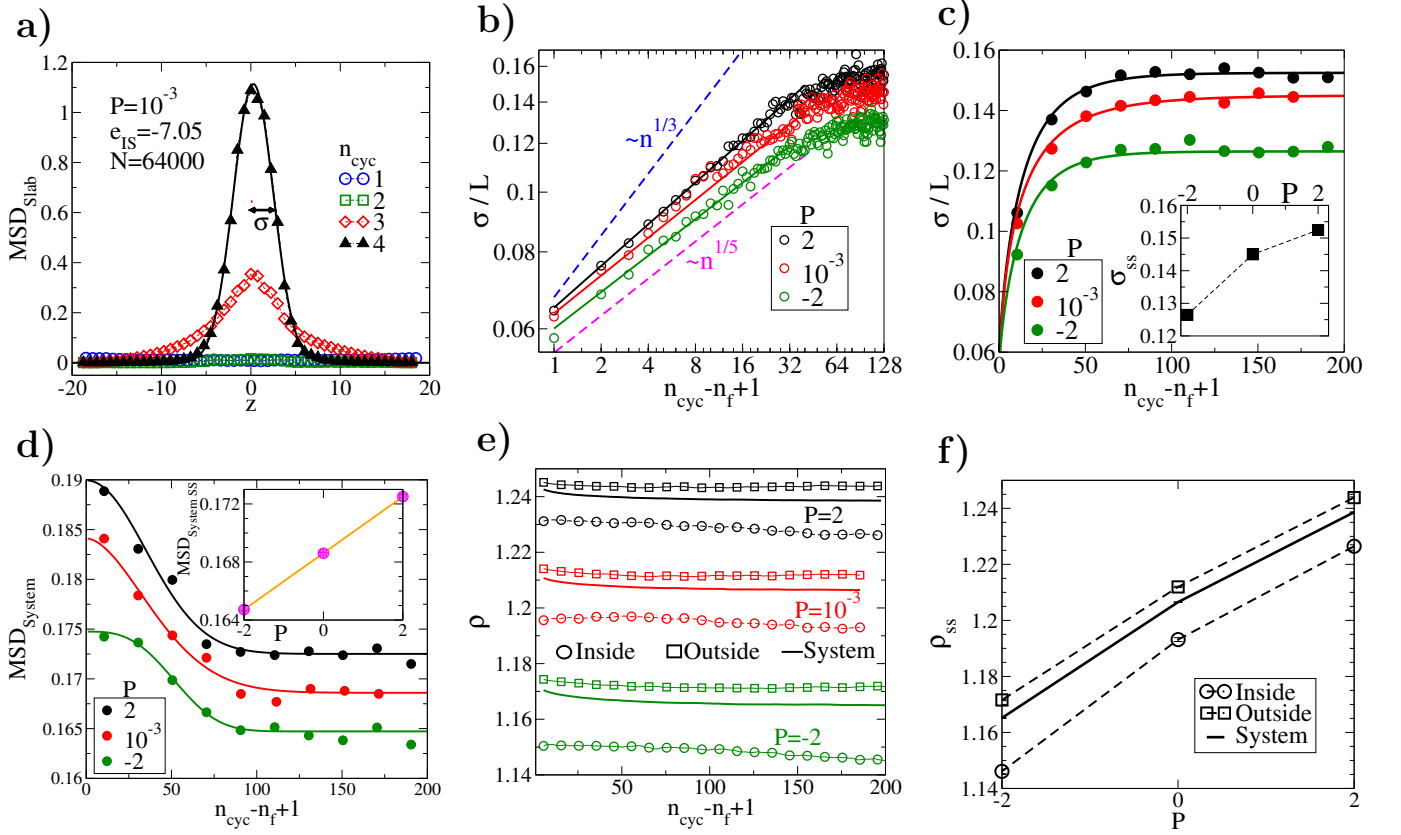 a)
1.2
1
0.8
0.6
0.4
0.2
0
-20
-10
0
10
20
MSD_Slab
z
P=10^-3
e_IS=-7.05
N=64000
n_cyc
1
2
3
4
σ
b)
0.16
0.14
0.12
0.1
0.08
0.06
1
2
4
8
16
32
64
128
σ / L
n_cyc-n_f+1
~n^1/3
~n^1/5
P
2
10^-3
-2
c)
0.16
0.14
0.12
0.1
0.08
0.06
0
50
100
150
200
σ / L
n_cyc-n_f+1
P
2
10^-3
-2
-2
0
P
2
0.16
0.15
0.14
0.13
0.12
σ_ss
d)
0.19
0.185
0.18
0.175
0.17
0.165
0.16
0
50
100
150
200
MSD_System
n_cyc-n_f+1
P
2
10^-3
-2
MSD_System SS
0.172
0.168
0.164
-2
P
0
2
e)
1.24
1.22
1.20
1.18
1.16
1.14
0
50
100
150
200
ρ
n_cyc-n_f+1
P=2
P=10^-3
Inside
Outside
System
P=-2
f)
1.24
1.22
1.20
1.18
1.16
1.14
-2
0
2
ρ_ss
P
Inside
Outside
System